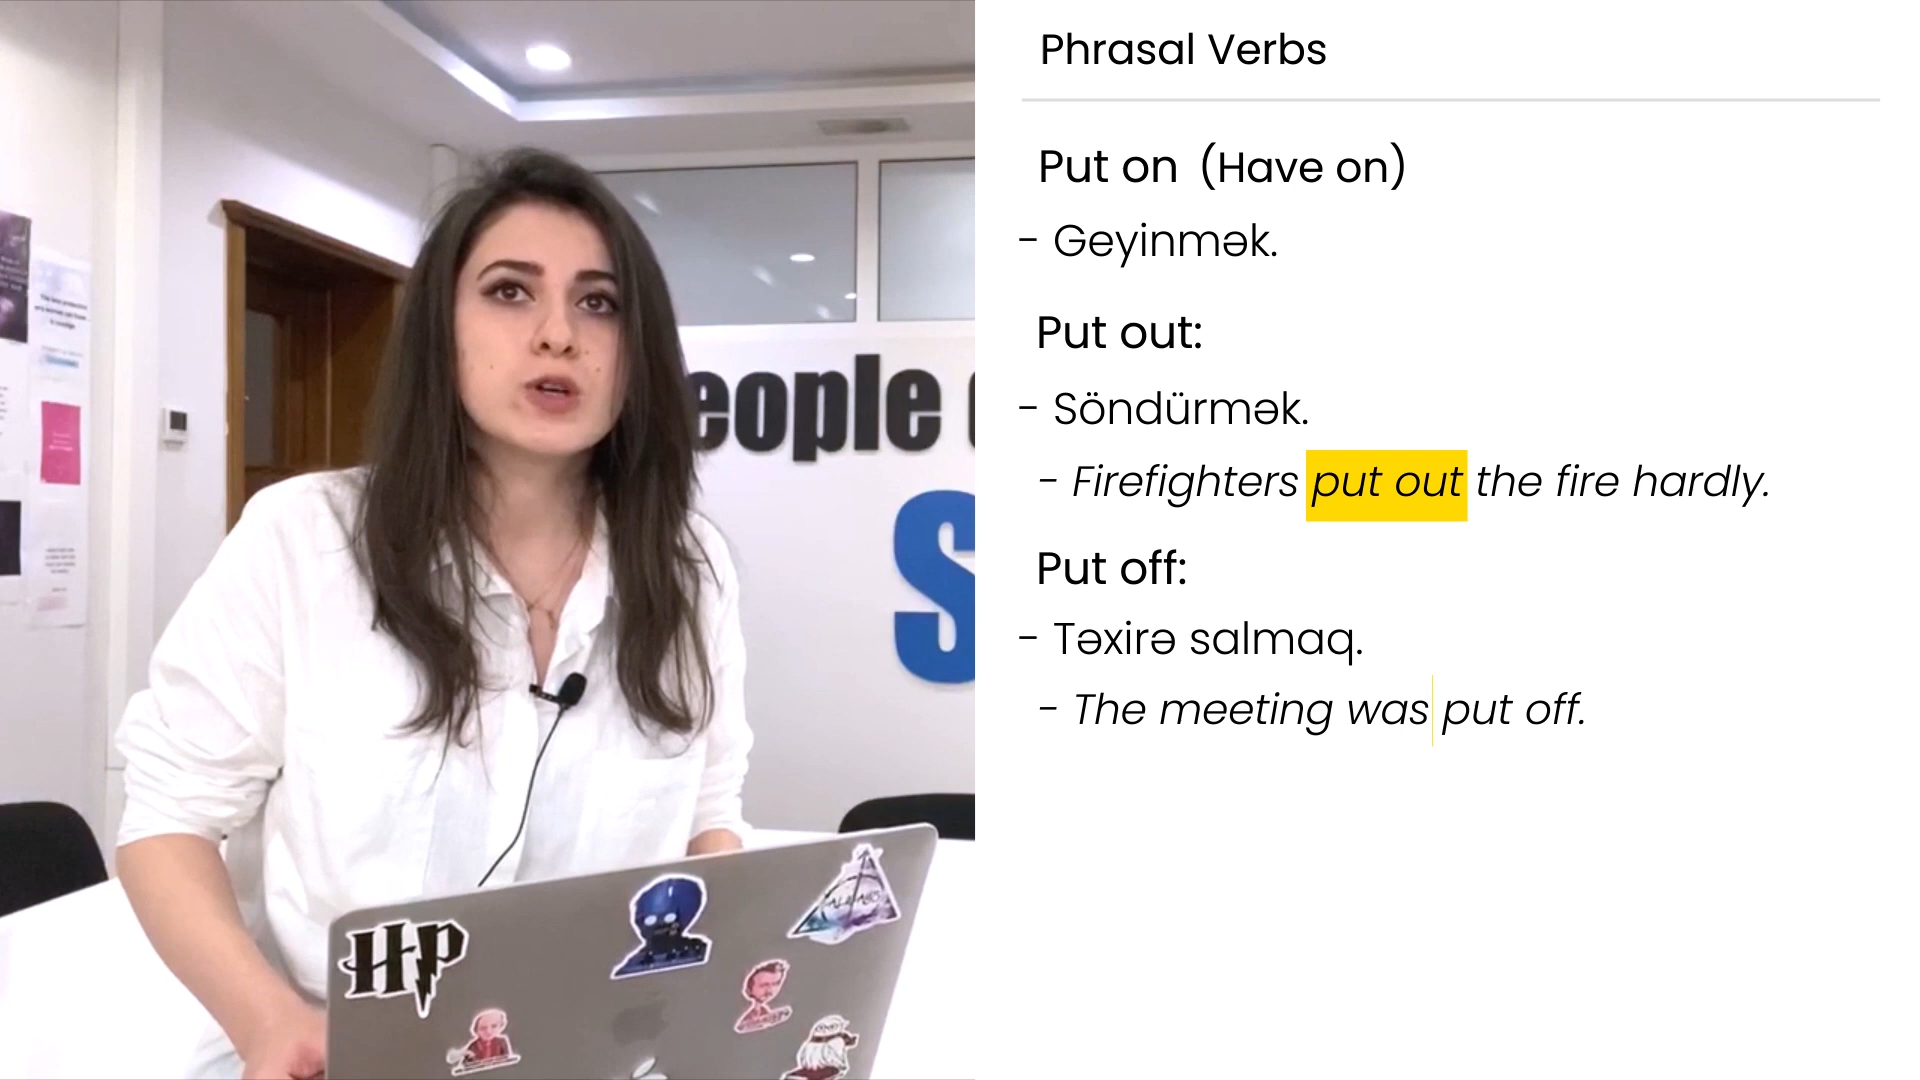 Phrasal Verbs
Put on (Have on)
- Geyinmək.
Put out:
- Söndürmək.
- Firefighters put out the fire hardly.
Put off:
- Təxirə salmaq.
- The meeting was put off.
eople
S
HP